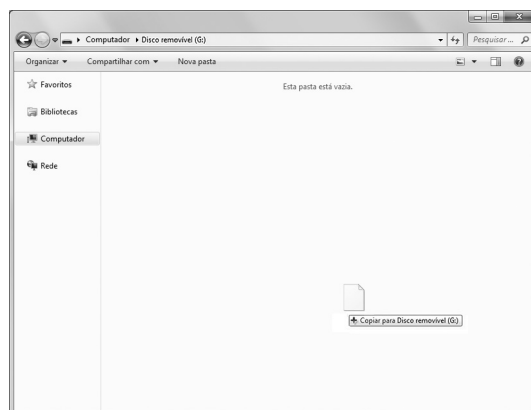 Computador Disco removível (G:)
Pesquisar ...
Organizar Compartilhar com Nova pasta
Favoritos
Esta pasta está vazia.
Bibliotecas
Computador
Rede
Copiar para Disco removível (G:)